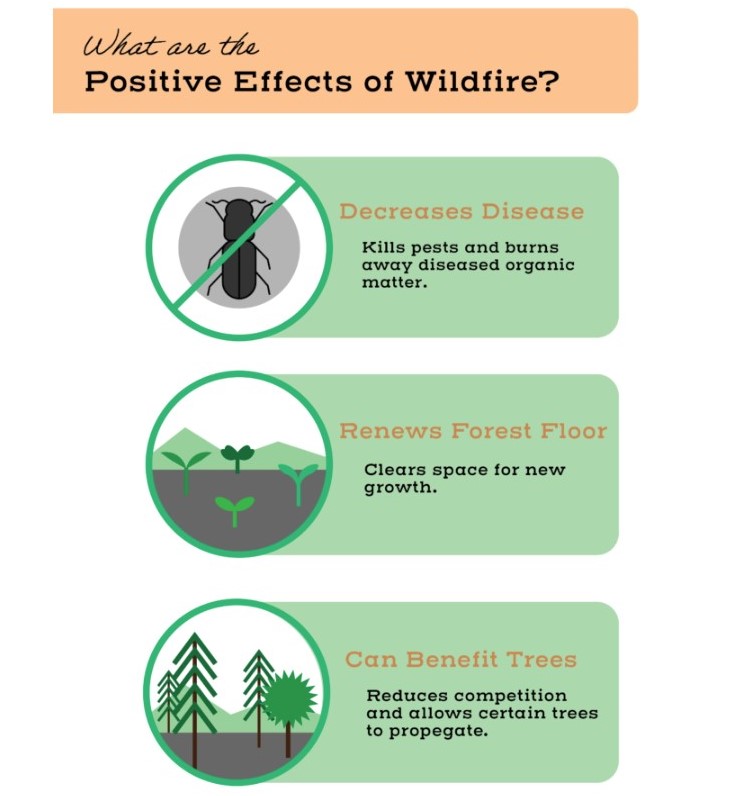 What are the
Positive Effects of Wildfire?
Decreases Disease
Kills pests and burns
away diseased organic
matter.
Renews Forest Floor
Clears space for new
growth.
Can Benefit Trees
Reduces competition
and allows certain trees
to propegate.